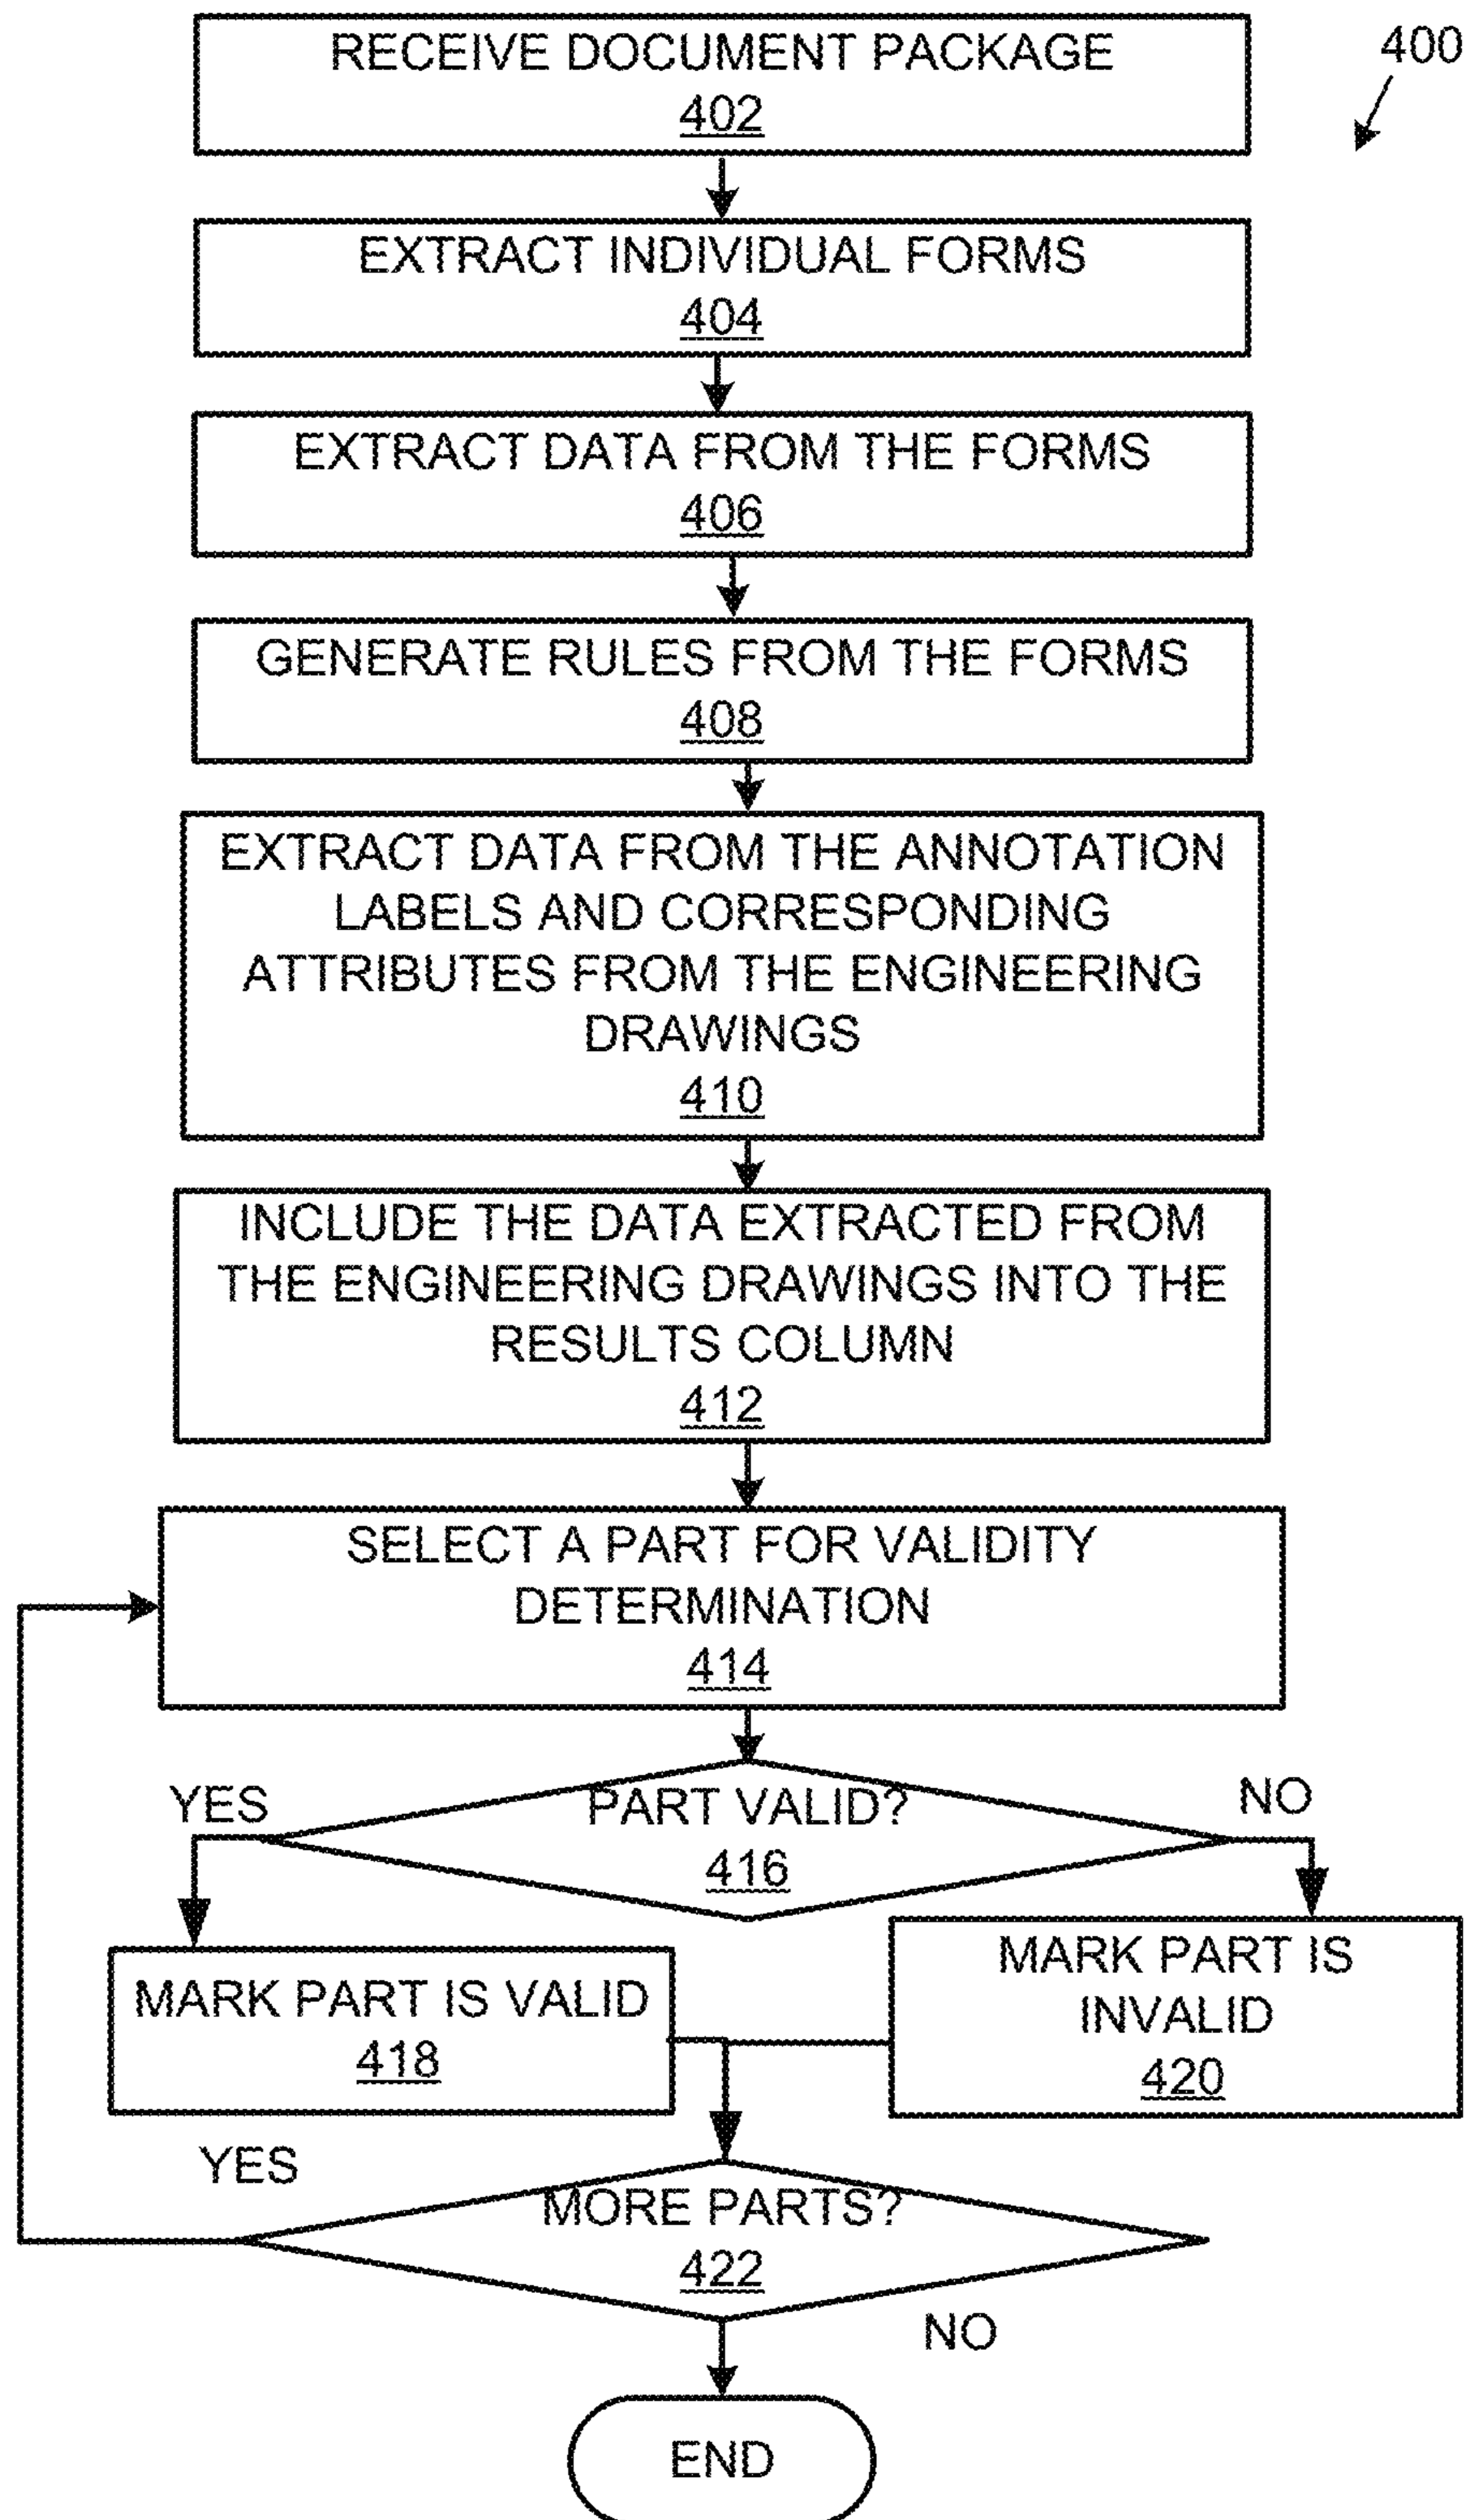 RECEIVE DOCUMENT PACKAGE
402
400
EXTRACT INDIVIDUAL FORMS
404
EXTRACT DATA FROM THE FORMS
406
GENERATE RULES FROM THE FORMS
408
EXTRACT DATA FROM THE ANNOTATION
LABELS AND CORRESPONDING
ATTRIBUTES FROM THE ENGINEERING
DRAWINGS
410
INCLUDE THE DATA EXTRACTED FROM
THE ENGINEERING DRAWINGS INTO THE
RESULTS COLUMN
412
SELECT A PART FOR VALIDITY
DETERMINATION
414
YES
PART VALID?
416
NO
MARK PART IS VALID
418
MARK PART IS
INVALID
420
YES
MORE PARTS?
422
NO
END